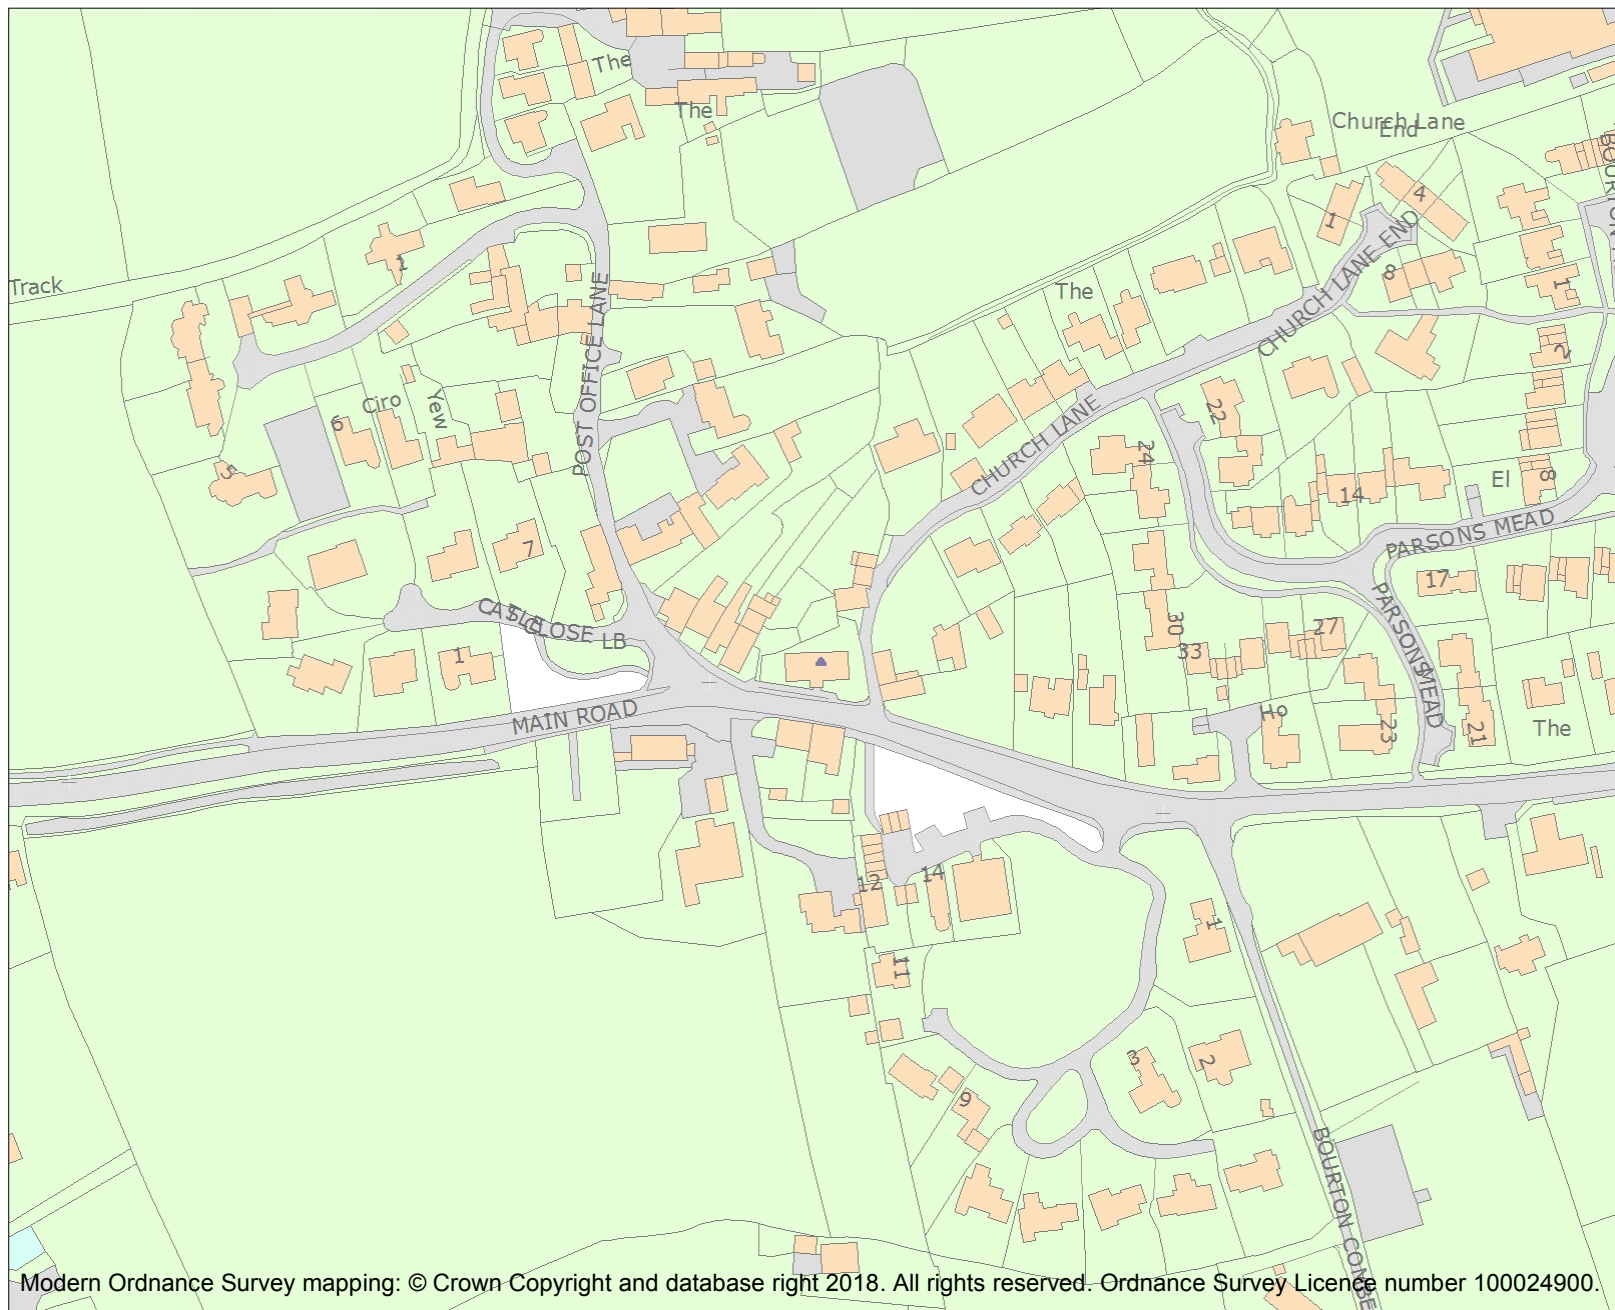 The
The
Church Lane
End
BOURTON
4
1
1
CHURCH LANE END
8
Track
The
1
POST OFFICE LANE
2
Ciro
Yew
6
22
CHURCH LANE
24
5
14
El
8
PARSONS MEAD
7
17
CASLE
CLOSE
LB
PARSONS MEAD
30
27
33
1
MAIN ROAD
Ho
23
21
The
12
14
1
11
3
2
9
BOURTON COMBE
Modern Ordnance Survey mapping: © Crown Copyright and database right 2018. All rights reserved. Ordnance Survey Licence number 100024900.